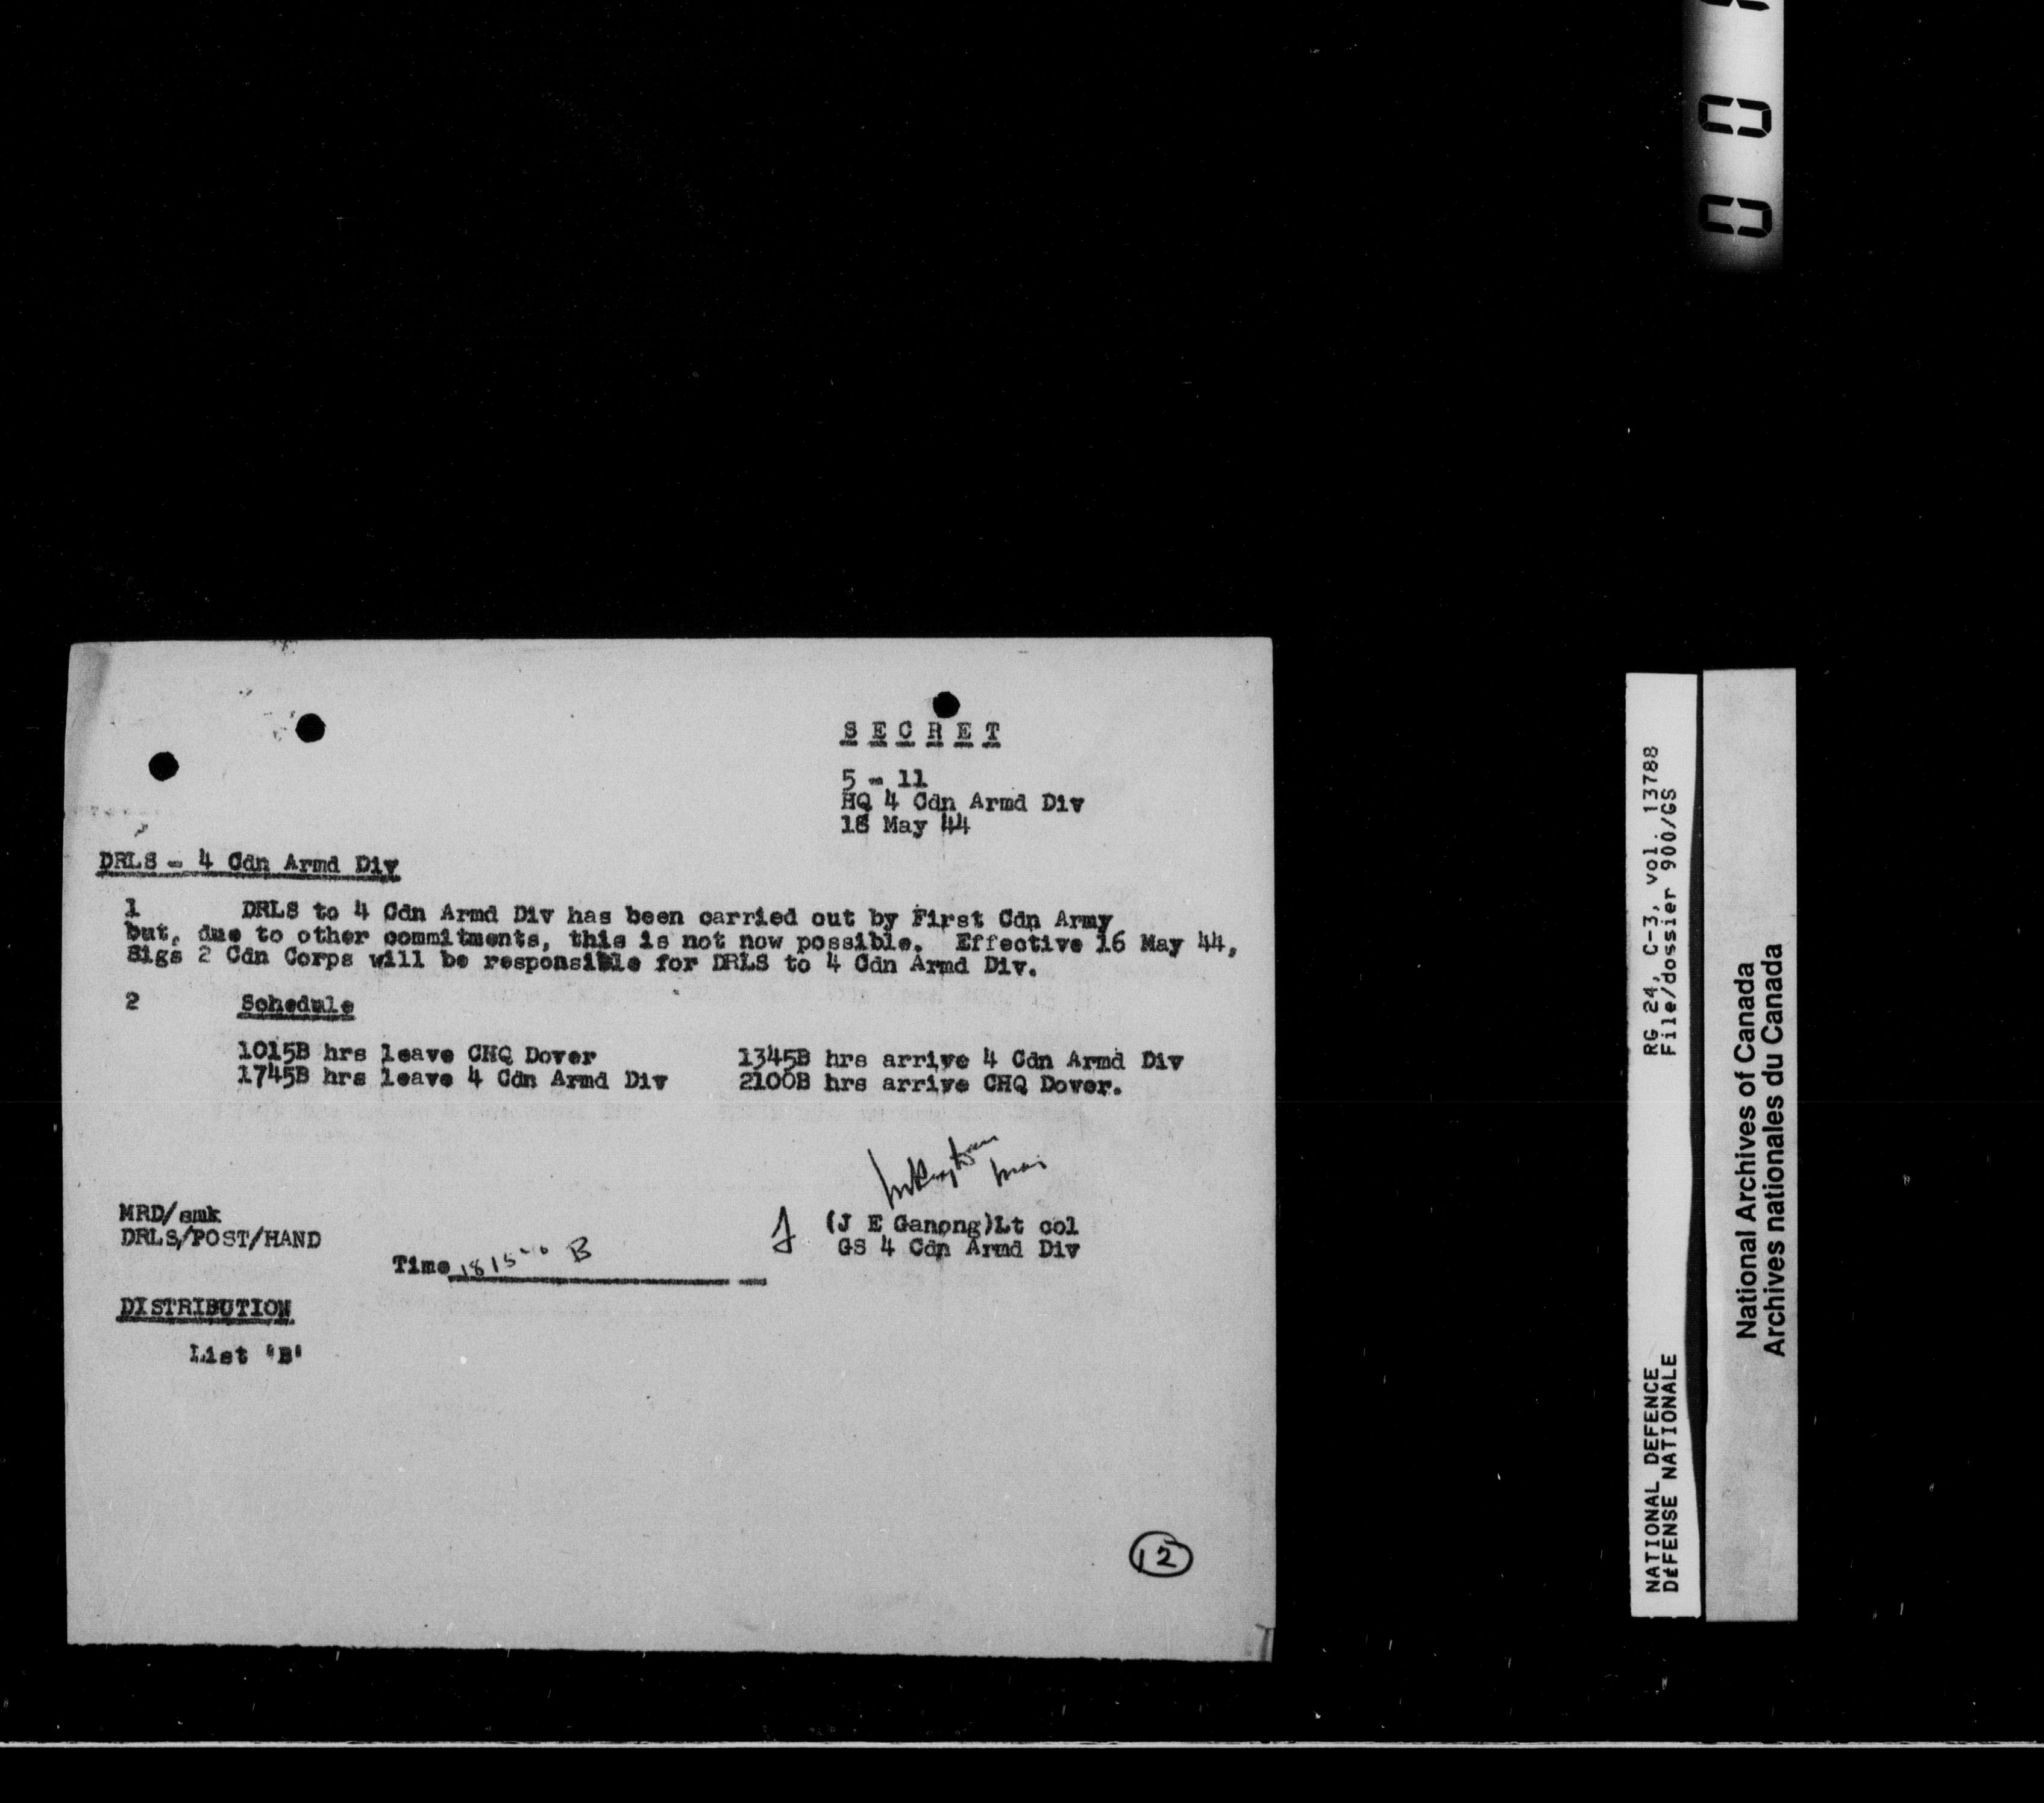 S E C R E T
5 - 11
HQ 4 Cdn Armd Div
18 May 44
DRLS - 4 Cdn Armd Div
1 DRLS to 4 Cdn Armd Div has been carried out by First Cdn Army
but, due to other commitments, this is not now possible. Effective 16 May 44,
Sigs 2 Cdn Corps will be responsible for DRLS to 4 Cdn Armd Div.
2 Schedule
1015B hrs leave CHQ Dover 1345B hrs arrive 4 Cdn Armd Div
1745B hrs leave 4 Cdn Armd Div 2100B hrs arrive CHQ Dover.
MRD/smk
DRLS/POST/HAND
(J E Ganong)Lt col
GS 4 Cdn Armd Div
Time B
DISTRIBUTION
List 'B'
12
0 0
RG 24, C-3, vol. 13788
File/dossier 900/GS
NATIONAL DEFENCE
DÉFENSE NATIONALE
National Archives of Canada
Archives nationales du Canada